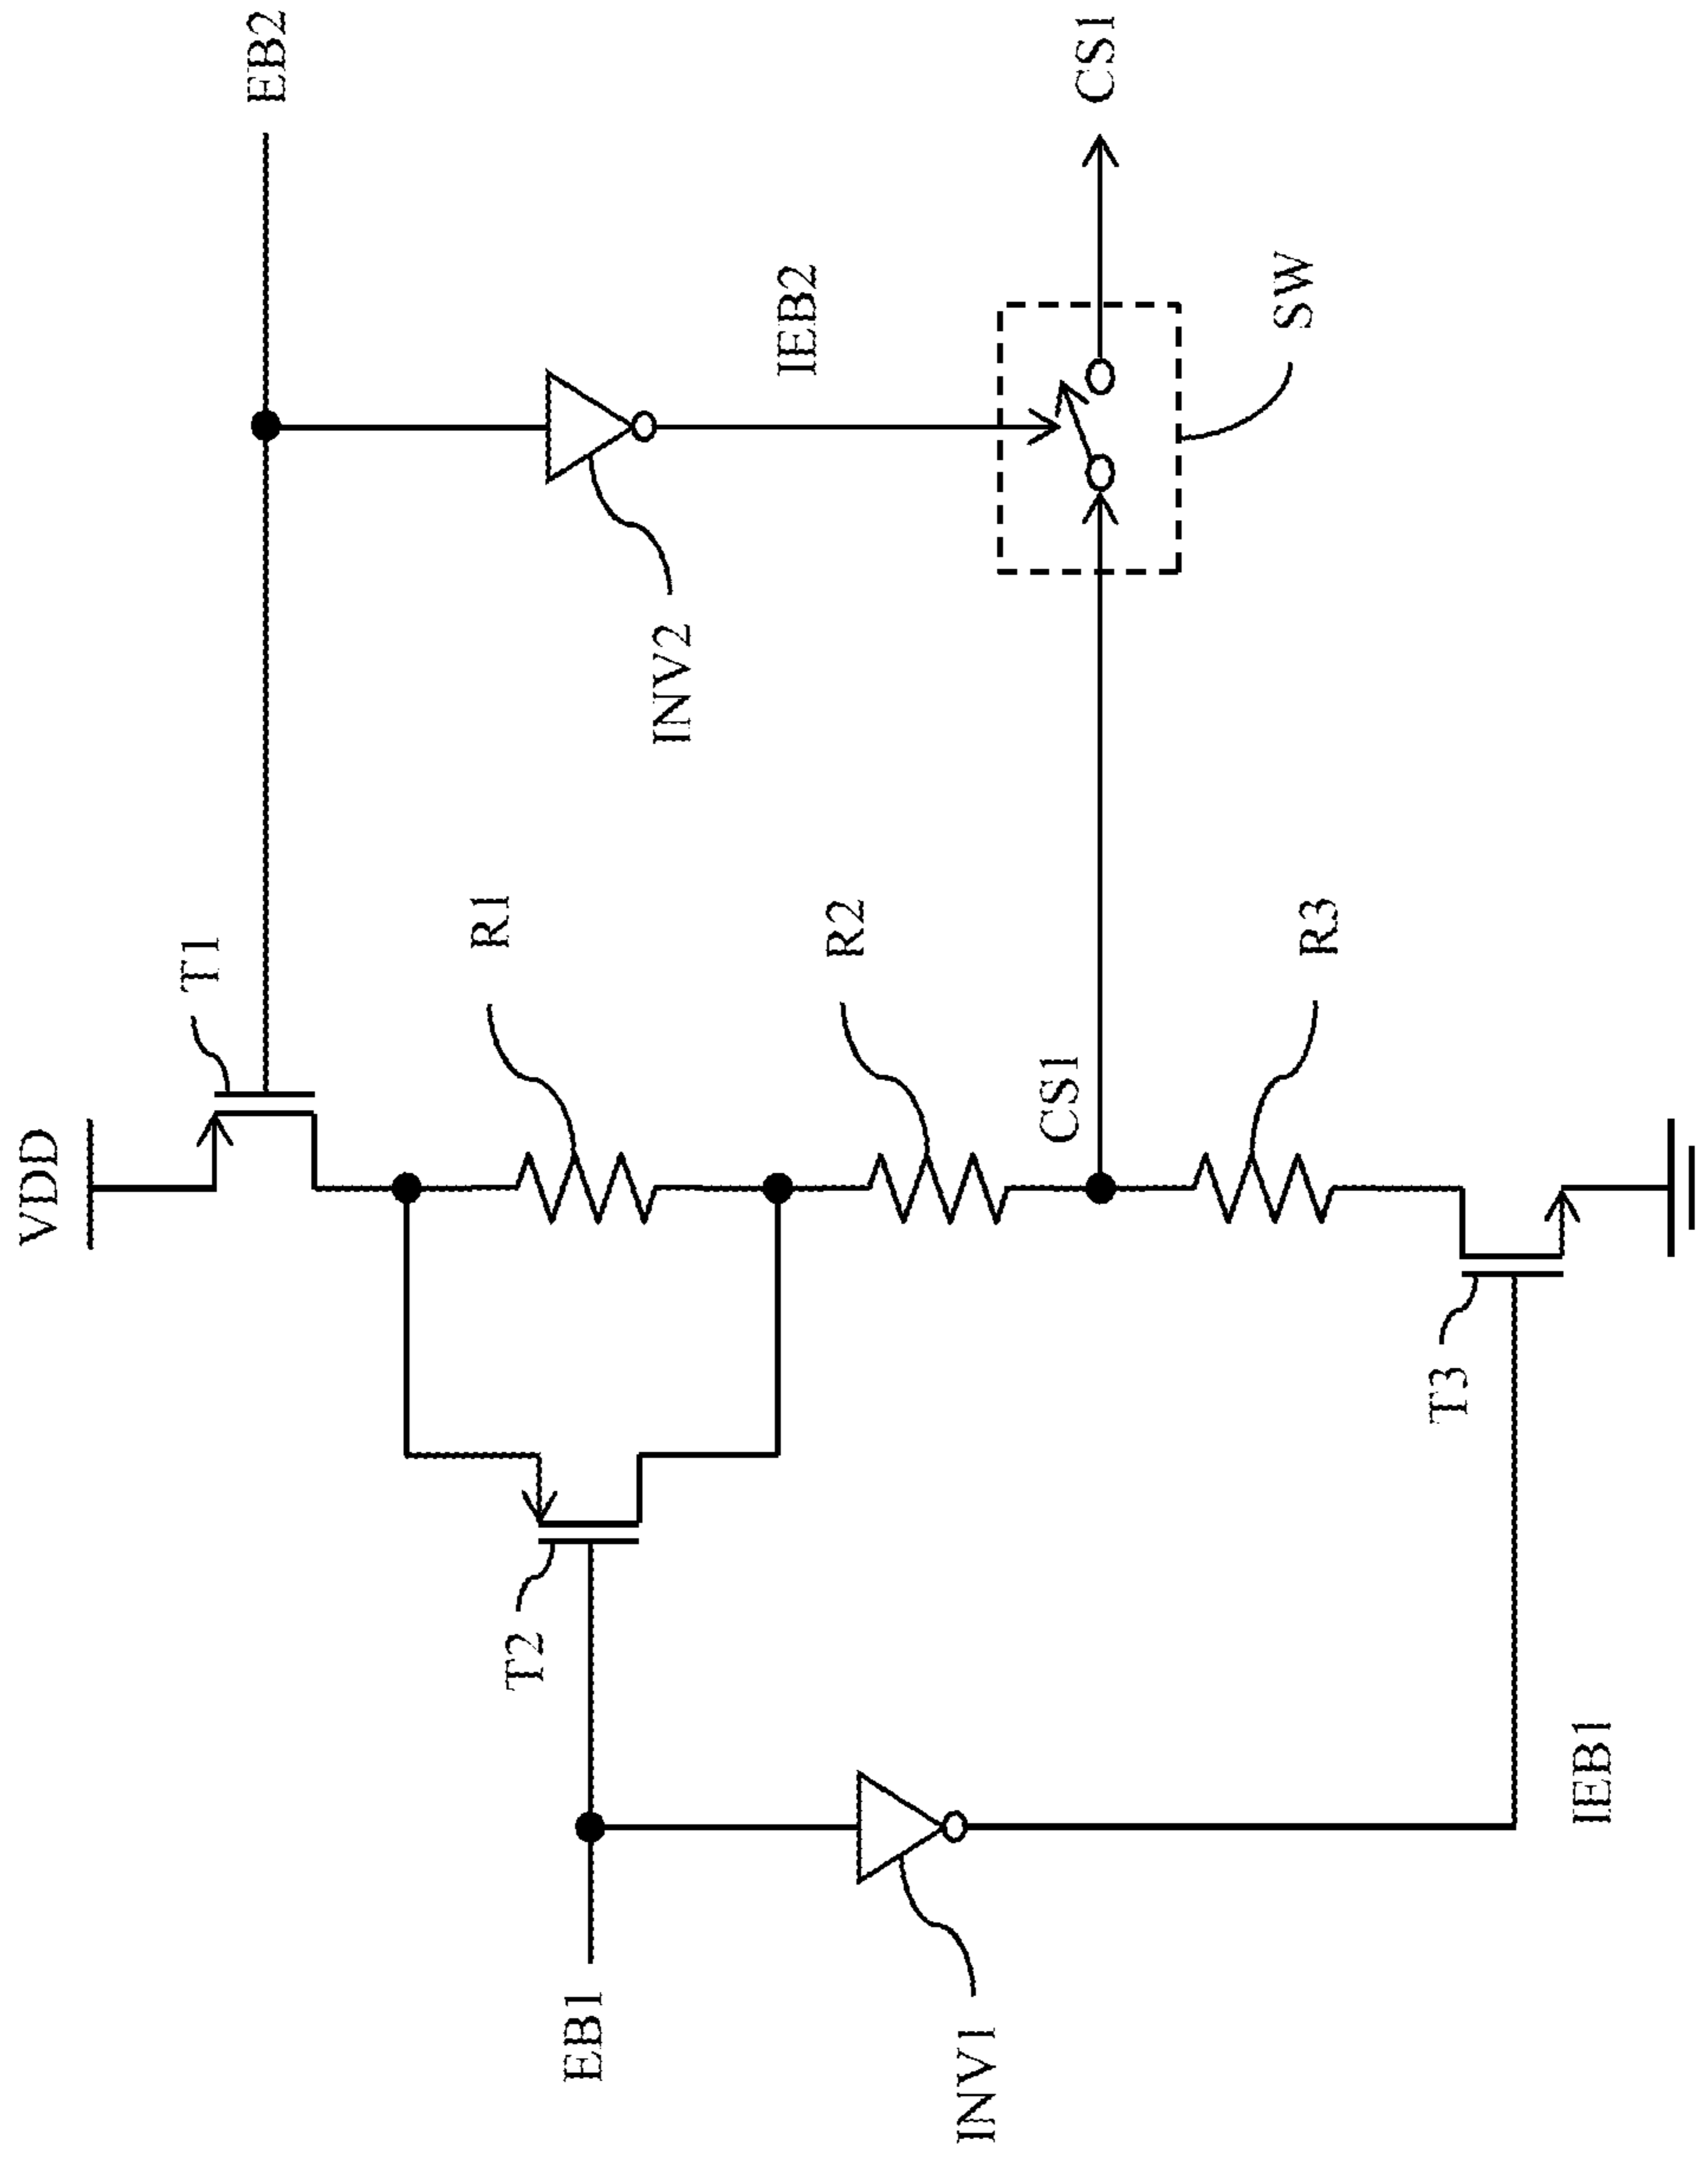 VDD
T1
EB2
R1
T2
EB1
INV2
IEB2
R2
INV1
CS1
CS1
SW
R3
T3
IEB1